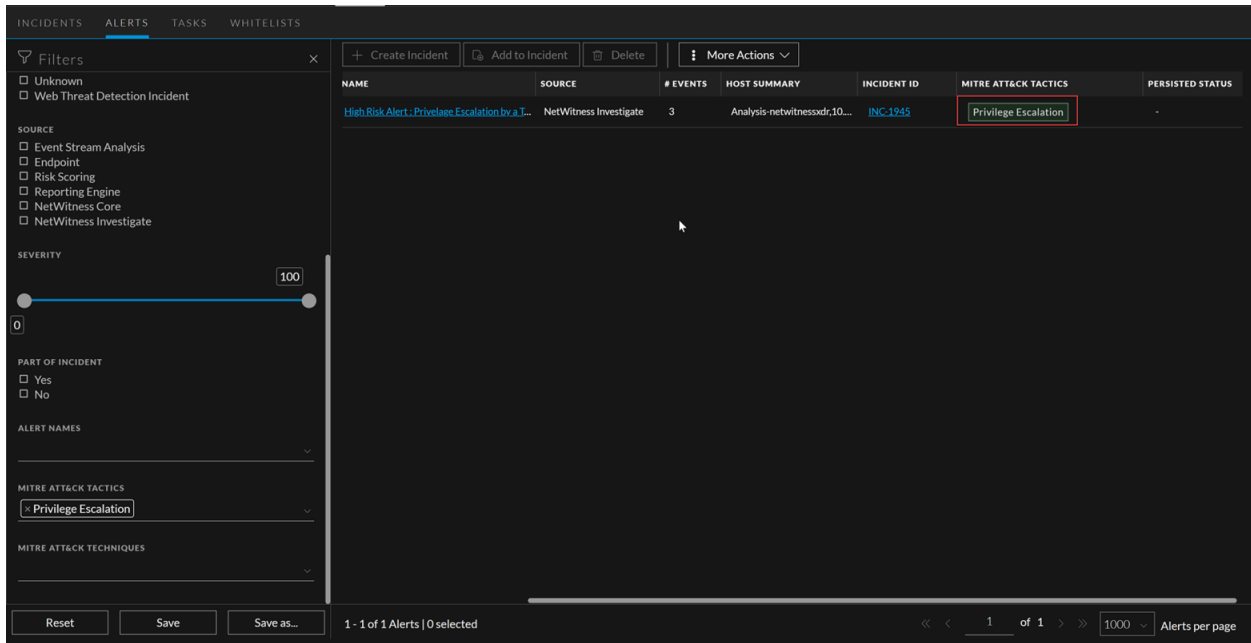 INCIDENTS ALERTS TASKS WHITELISTS
Filters
Unknown
Web Threat Detection Incident
SOURCE
Event Stream Analysis
Endpoint
Risk Scoring
Reporting Engine
NetWitness Core
NetWitness Investigate
SEVERITY
100
0
PART OF INCIDENT
Yes
No
ALERT NAMES
MITRE ATT&CK TACTICS
× Privilege Escalation
MITRE ATT&CK TECHNIQUES
Reset Save Save as...
+ Create Incident Add to Incident Delete More Actions
NAME SOURCE # EVENTS HOST SUMMARY INCIDENT ID MITRE ATT&CK TACTICS PERSISTED STATUS
High Risk Alert : Privelage Escalation by a T... NetWitness Investigate 3 Analysis-netwitnessxdr,10.... INC-1945 Privilege Escalation -
1 - 1 of 1 Alerts | 0 selected « < 1 of 1 > » 1000 Alerts per page